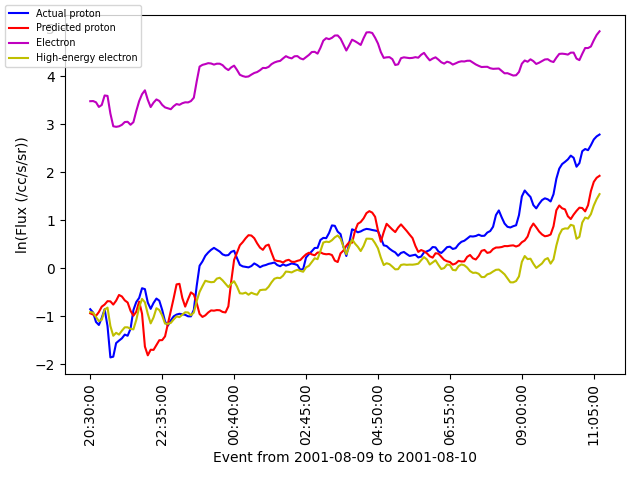 Actual proton
Predicted proton
Electron
High-energy electron
ln(Flux (/cc/s/sr))
4
3
2
1
0
−1
−2
20:30:00
22:35:00
00:40:00
02:45:00
04:50:00
06:55:00
09:00:00
11:05:00
Event from 2001-08-09 to 2001-08-10